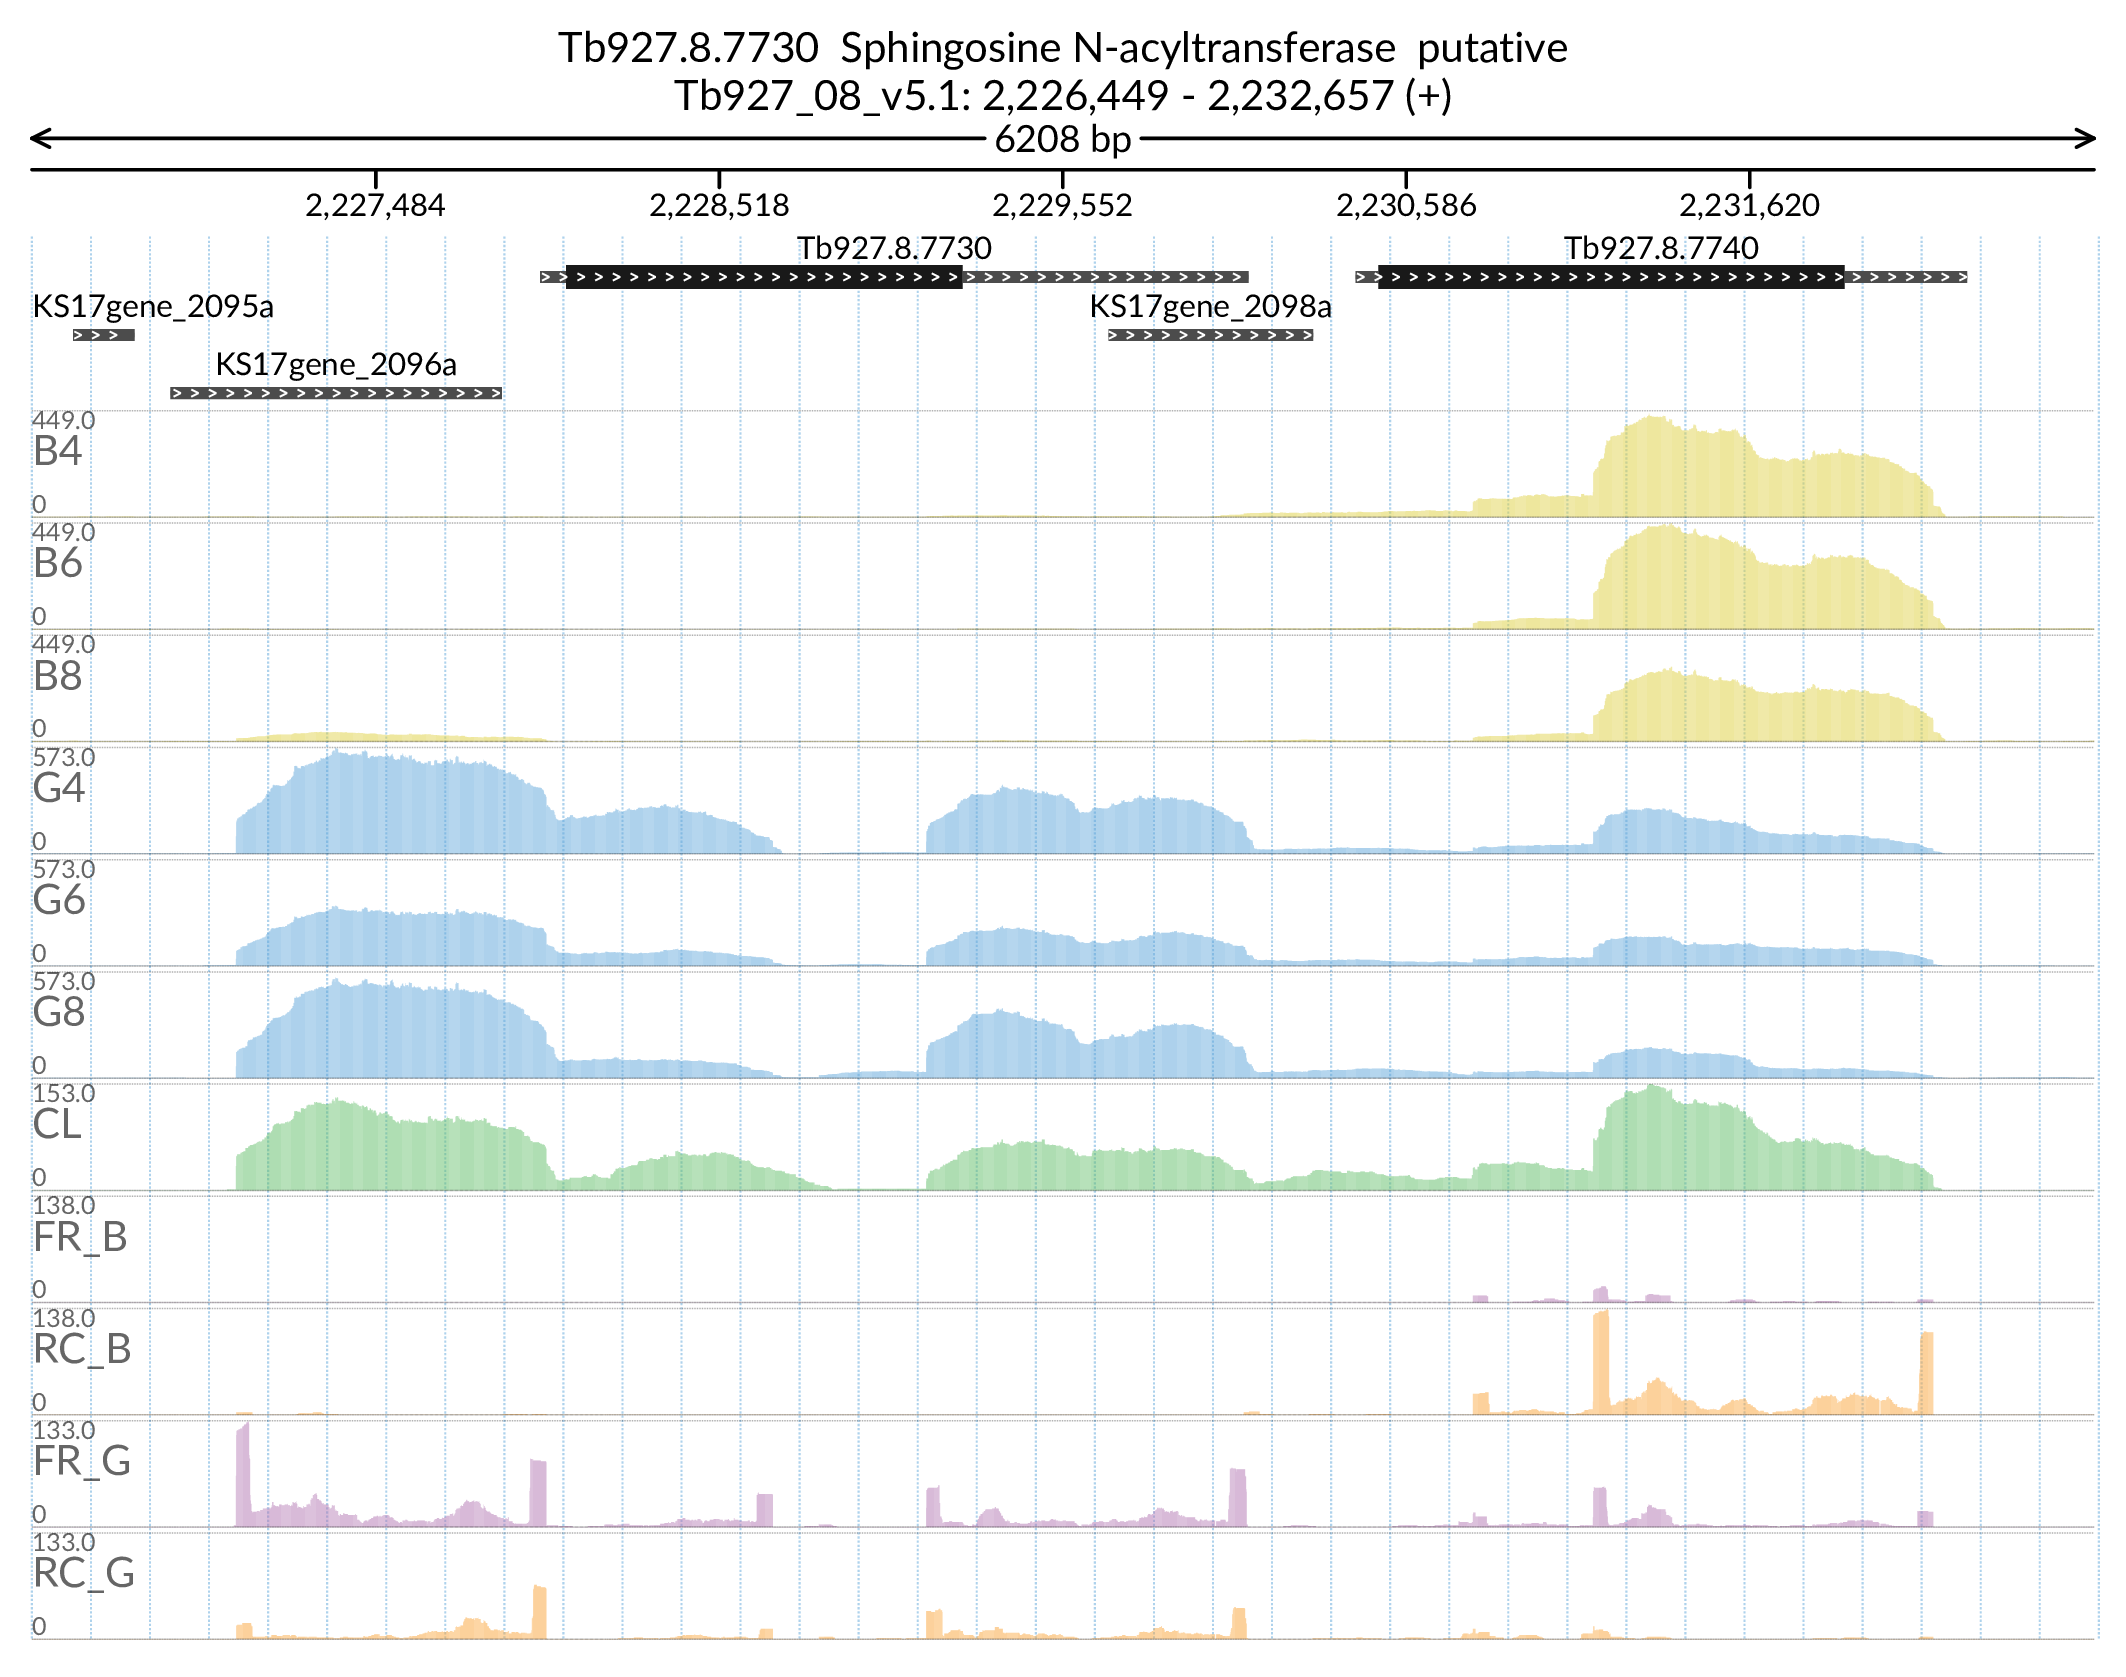 Tb927.8.7730  Sphingosine N-acyltransferase  putative
Tb927_08_v5.1: 2,226,449 - 2,232,657 (+)
6208 bp
2,227,484 2,228,518 2,229,552 2,230,586 2,231,620
Tb927.8.7730 Tb927.8.7740
KS17gene_2095a KS17gene_2098a
KS17gene_2096a
449.0
B4
0
449.0
B6
0
449.0
B8
0
573.0
G4
0
573.0
G6
0
573.0
G8
0
153.0
CL
0
138.0
FR_B
0
138.0
RC_B
0
133.0
FR_G
0
133.0
RC_G
0